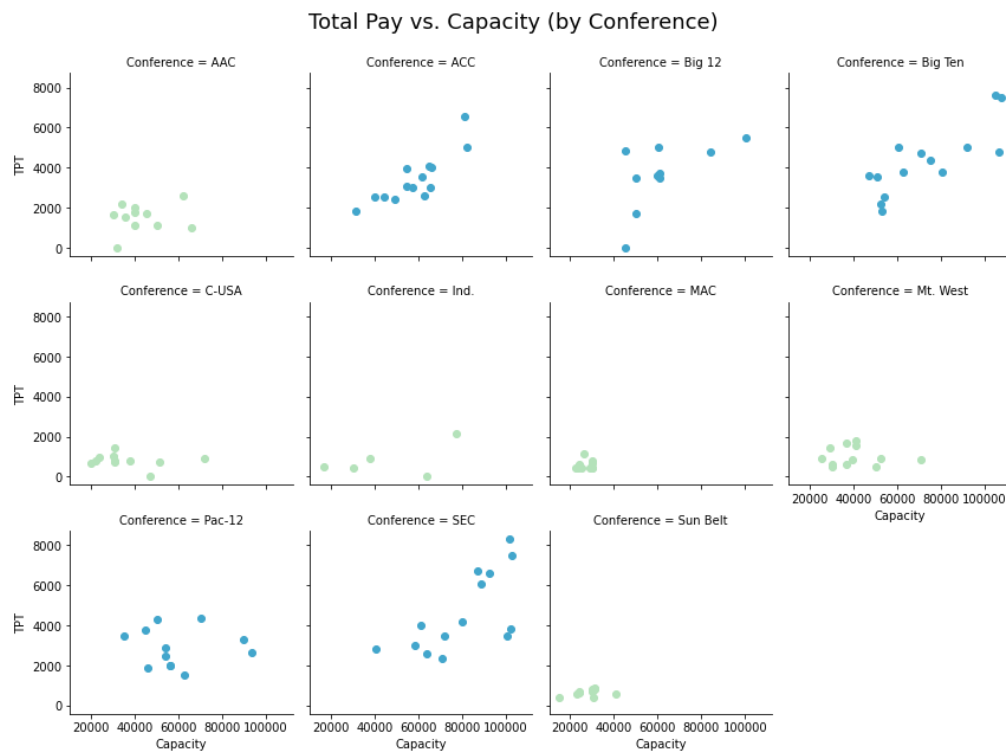 Total Pay vs. Capacity (by Conference)
Conference = AAC
Conference = ACC
Conference = Big 12
Conference = Big Ten
8000
6000
4000
2000
0
TPT
Conference = C-USA
Conference = Ind.
Conference = MAC
Conference = Mt. West
8000
6000
4000
2000
0
TPT
20000 40000 60000 80000 100000
Capacity
Conference = Pac-12
Conference = SEC
Conference = Sun Belt
8000
6000
4000
2000
0
TPT
20000 40000 60000 80000 100000
Capacity
20000 40000 60000 80000 100000
Capacity
20000 40000 60000 80000 100000
Capacity